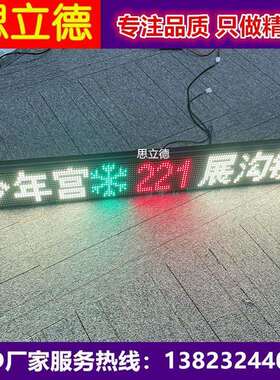 思立德
专注品质 只做精
思立德
少年宫 221 展沟
厂家服务热线：138232440